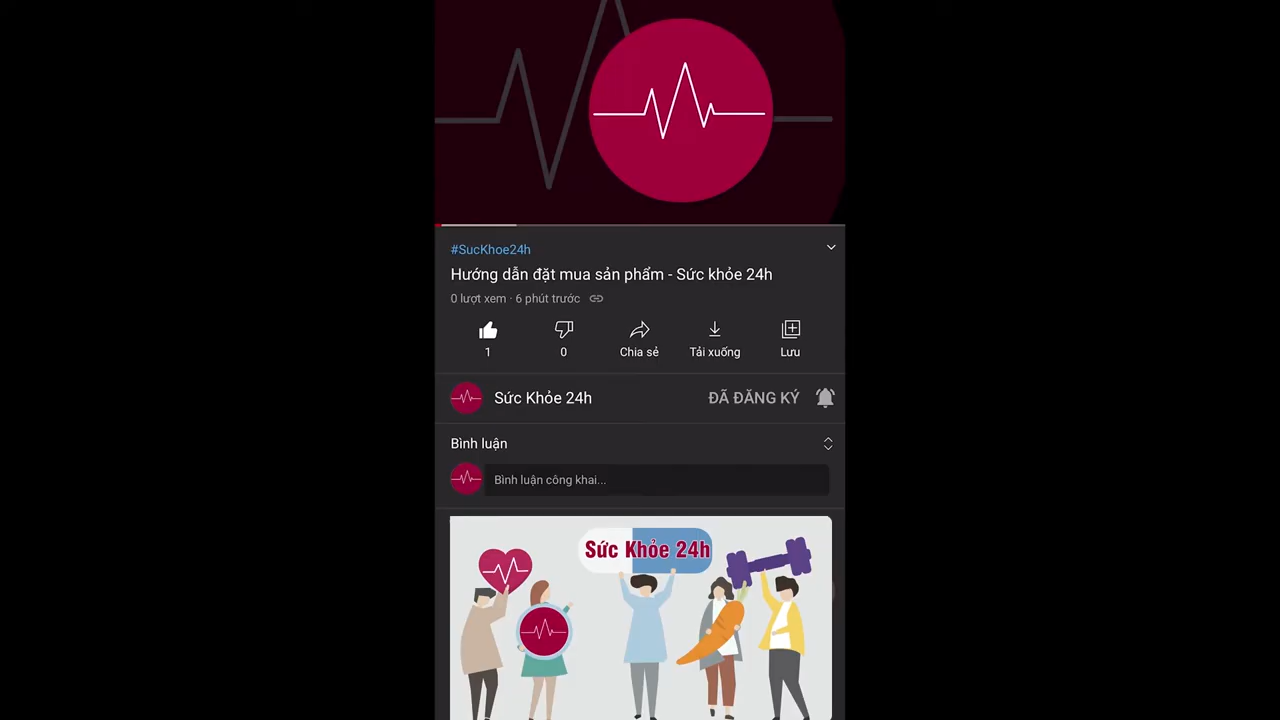 #SucKhoe24h
Hướng dẫn đặt mua sản phẩm - Sức khỏe 24h
0 lượt xem · 6 phút trước
1
0
Chia sẻ
Tải xuống
Lưu
Sức Khỏe 24h
ĐÃ ĐĂNG KÝ
Bình luận
Bình luận công khai...
Sức Khỏe 24h